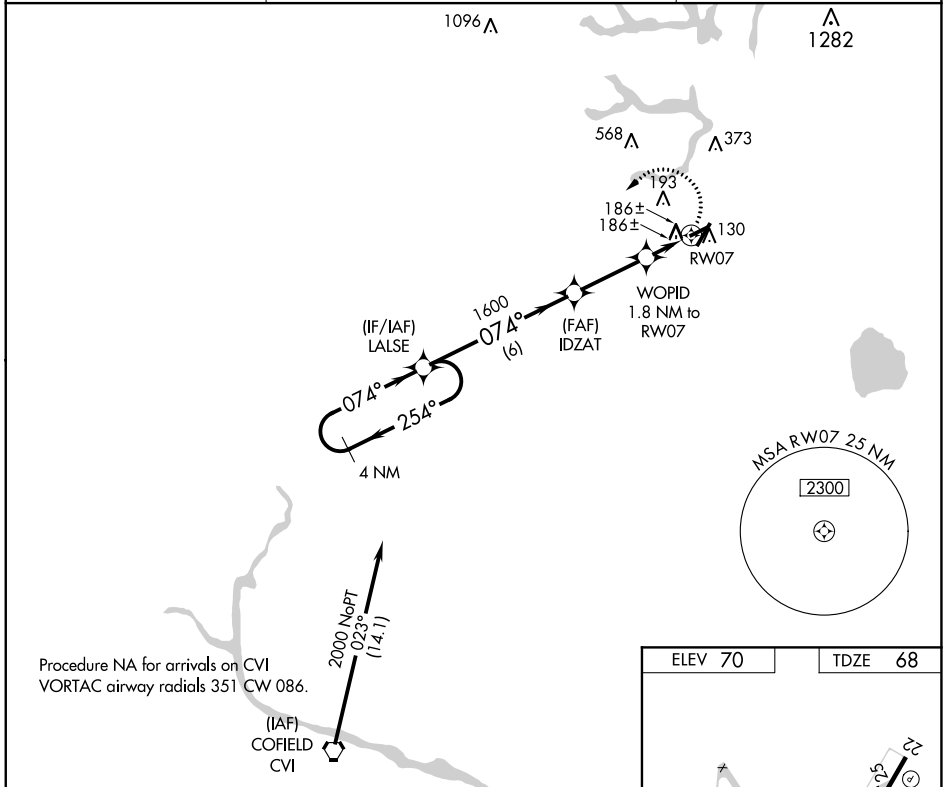 1096
1282
568
373
193
186±
186±
130
RW07
WOPID
1.8 NM to
RW07
1600
074°
(6)
(FAF)
IDZAT
(IF/IAF)
LALSE
074°
254°
4 NM
MSA RW07 25 NM
2300
2000 NoPT
023°
(14.1)
Procedure NA for arrivals on CVI
VORTAC airway radials 351 CW 086.
(IAF)
COFIELD
CVI
ELEV 70
TDZE 68
22
25
P